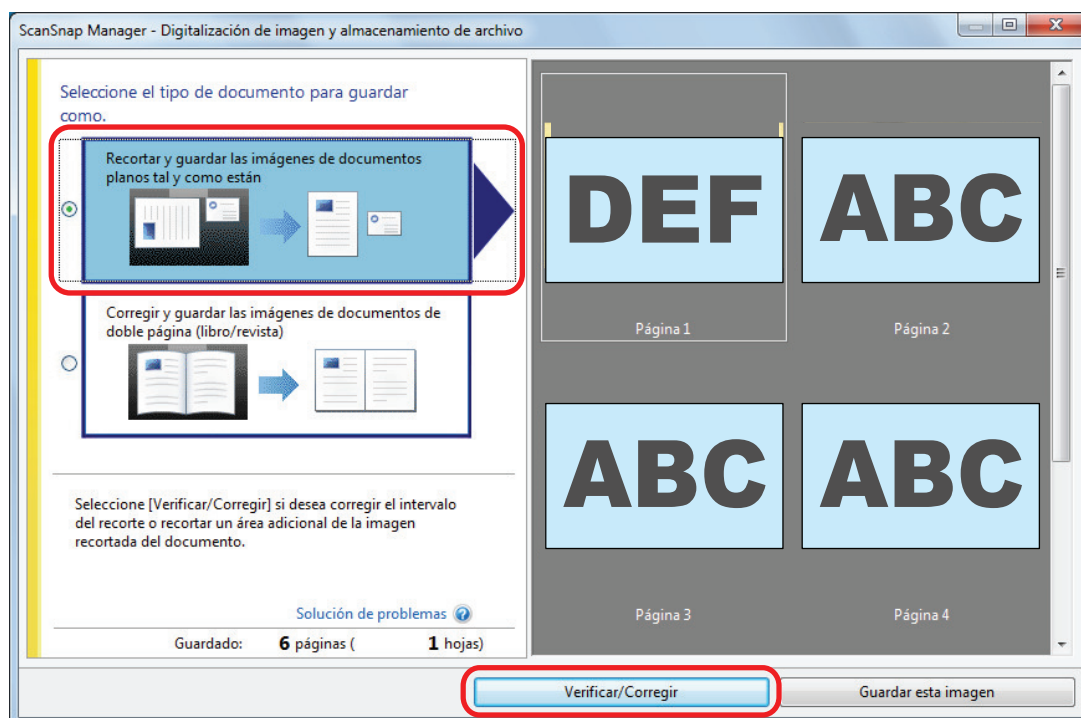 ScanSnap Manager - Digitalización de imagen y almacenamiento de archivo
Seleccione el tipo de documento para guardar
como.
Recortar y guardar las imágenes de documentos
planos tal y como están
Corregir y guardar las imágenes de documentos de
doble página (libro/revista)
Seleccione [Verificar/Corregir] si desea corregir el intervalo
del recorte o recortar un área adicional de la imagen
recortada del documento.
Solución de problemas ?
Guardado: 6 páginas ( 1 hojas)
DEF
ABC
Página 1
Página 2
ABC
ABC
Página 3
Página 4
Verificar/Corregir
Guardar esta imagen